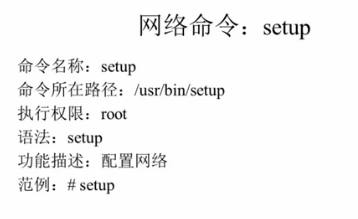 网络命令：setup
命令名称：setup
命令所在路径：/usr/bin/setup
执行权限：root
语法：setup
功能描述：配置网络
范例：# setup